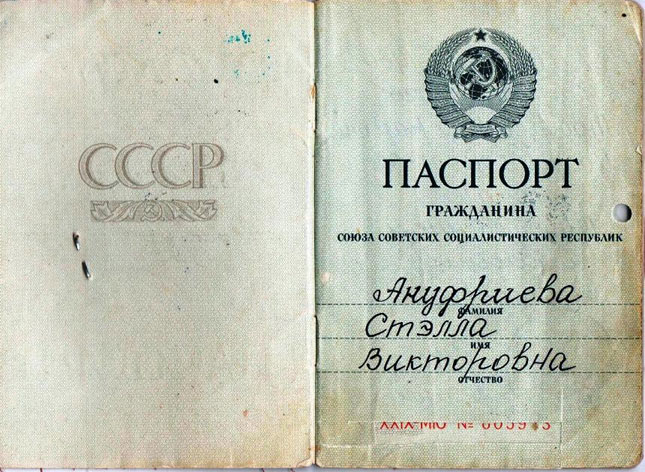 СССР
ПАСПОРТ
ГРАЖДАНИНА
СОЮЗА СОВЕТСКИХ СОЦИАЛИСТИЧЕСКИХ РЕСПУБЛИК
Ануфриева
ФАМИЛИЯ
Стэлла
ИМЯ
Викторовна
ОТЧЕСТВО
XXIX-МЮ №